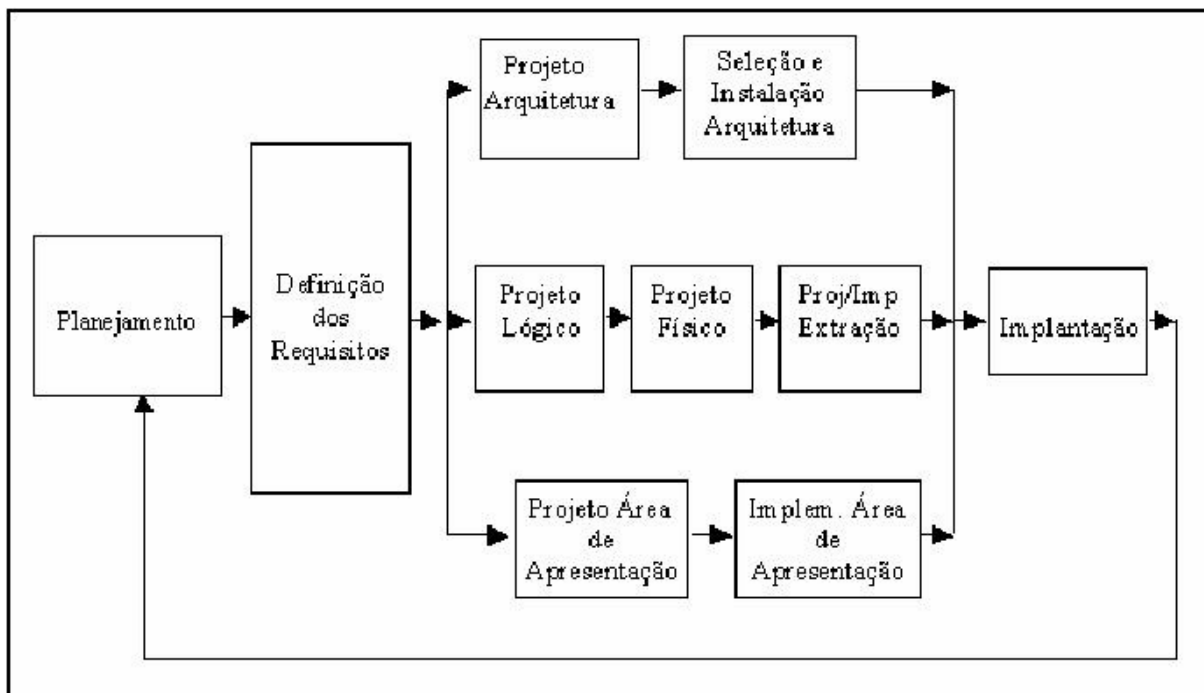 Planejamento
Definição
dos
Requisitos
Projeto
Arquitetura
Seleção e
Instalação
Arquitetura
Projeto
Lógico
Projeto
Físico
Proj/Imp
Extração
Projeto Área
de
Apresentação
Implem. Área
de
Apresentação
Implantação